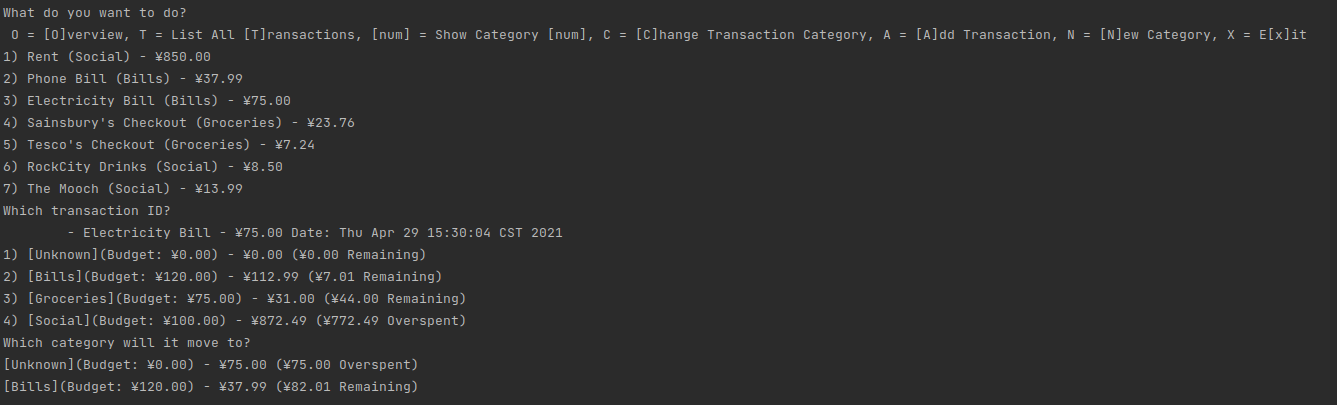 What do you want to do?
O = [O]verview, T = List All [T]ransactions, [num] = Show Category [num], C = [C]hange Transaction Category, A = [A]dd Transaction, N = [N]ew Category, X = E[x]it
1) Rent (Social) - ¥850.00
2) Phone Bill (Bills) - ¥37.99
3) Electricity Bill (Bills) - ¥75.00
4) Sainsbury's Checkout (Groceries) - ¥23.76
5) Tesco's Checkout (Groceries) - ¥7.24
6) RockCity Drinks (Social) - ¥8.50
7) The Mooch (Social) - ¥13.99
Which transaction ID?
- Electricity Bill - ¥75.00 Date: Thu Apr 29 15:30:04 CST 2021
1) [Unknown](Budget: ¥0.00) - ¥0.00 (¥0.00 Remaining)
2) [Bills](Budget: ¥120.00) - ¥112.99 (¥7.01 Remaining)
3) [Groceries](Budget: ¥75.00) - ¥31.00 (¥44.00 Remaining)
4) [Social](Budget: ¥100.00) - ¥872.49 (¥772.49 Overspent)
Which category will it move to?
[Unknown](Budget: ¥0.00) - ¥75.00 (¥75.00 Overspent)
[Bills](Budget: ¥120.00) - ¥37.99 (¥82.01 Remaining)